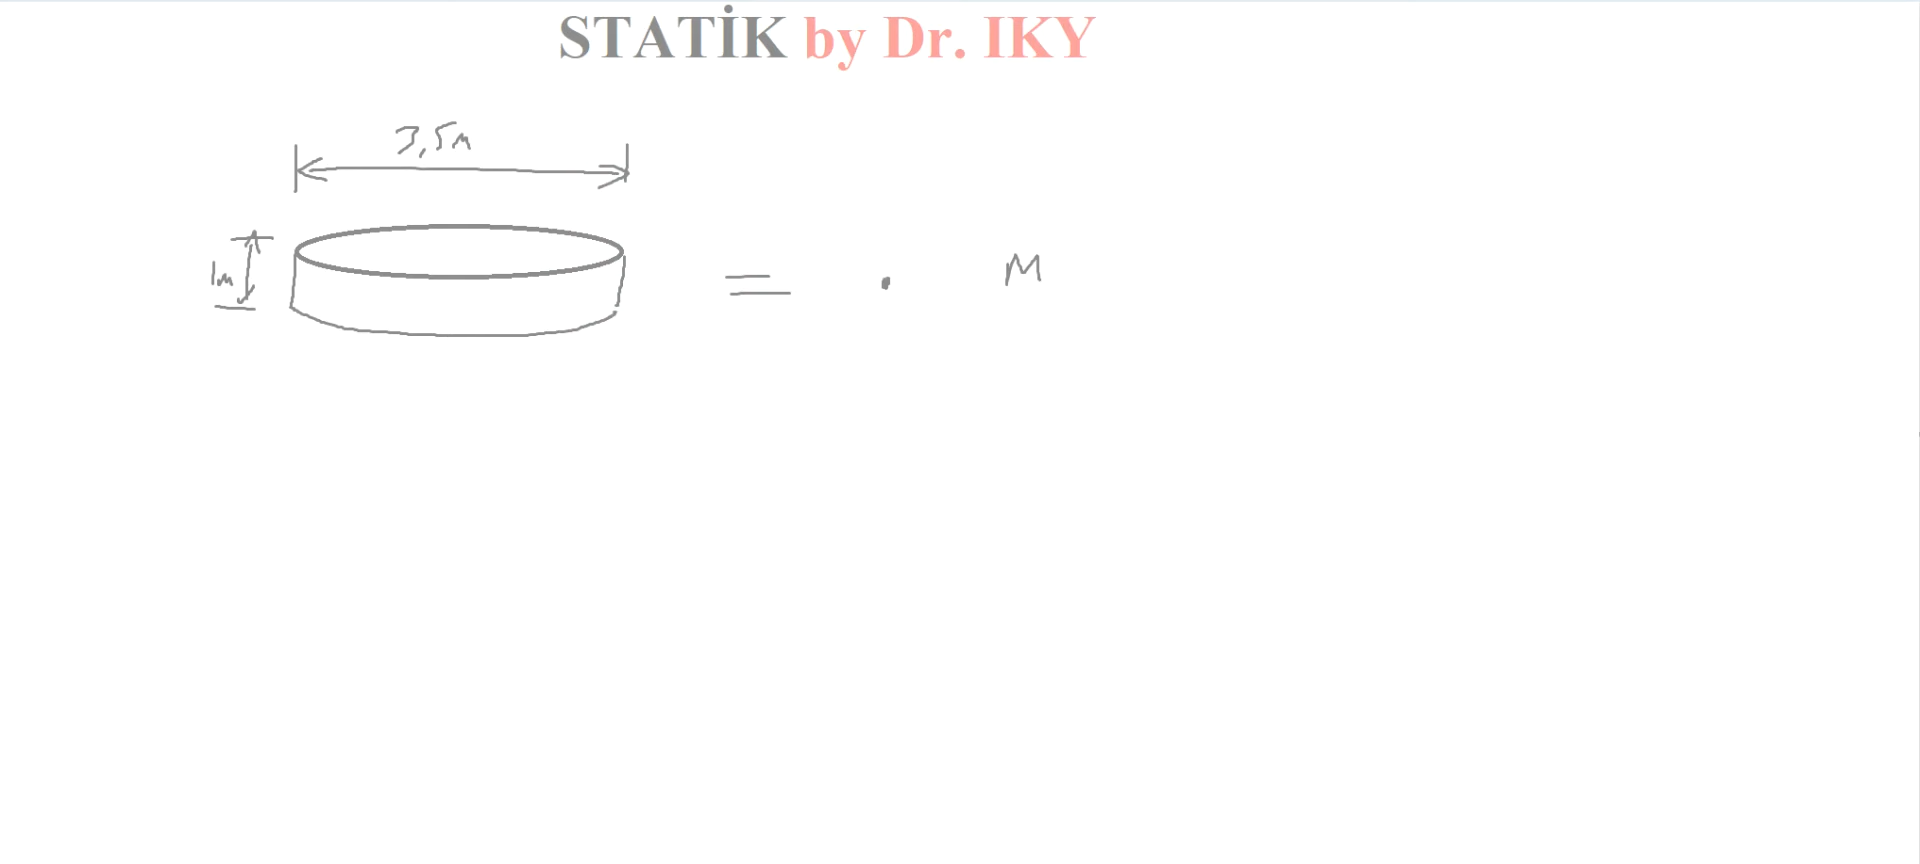 STATİK by Dr. IKY
3,5m
1m
= . M